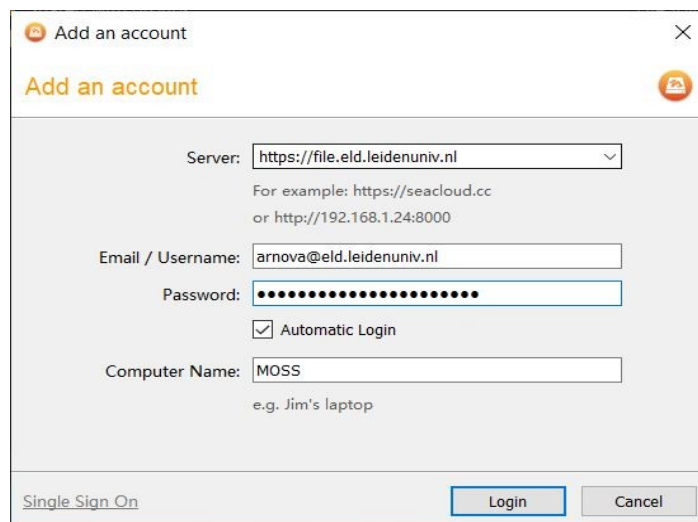 Add an account
Add an account
Server: https://file.eld.leidenuniv.nl
For example: https://seacloud.cc
or http://192.168.1.24:8000
Email / Username: arnova@eld.leidenuniv.nl
Password: ●●●●●●●●●●●●●●●●●●●●●●
Automatic Login
Computer Name: MOSS
e.g. Jim's laptop
Single Sign On Login Cancel